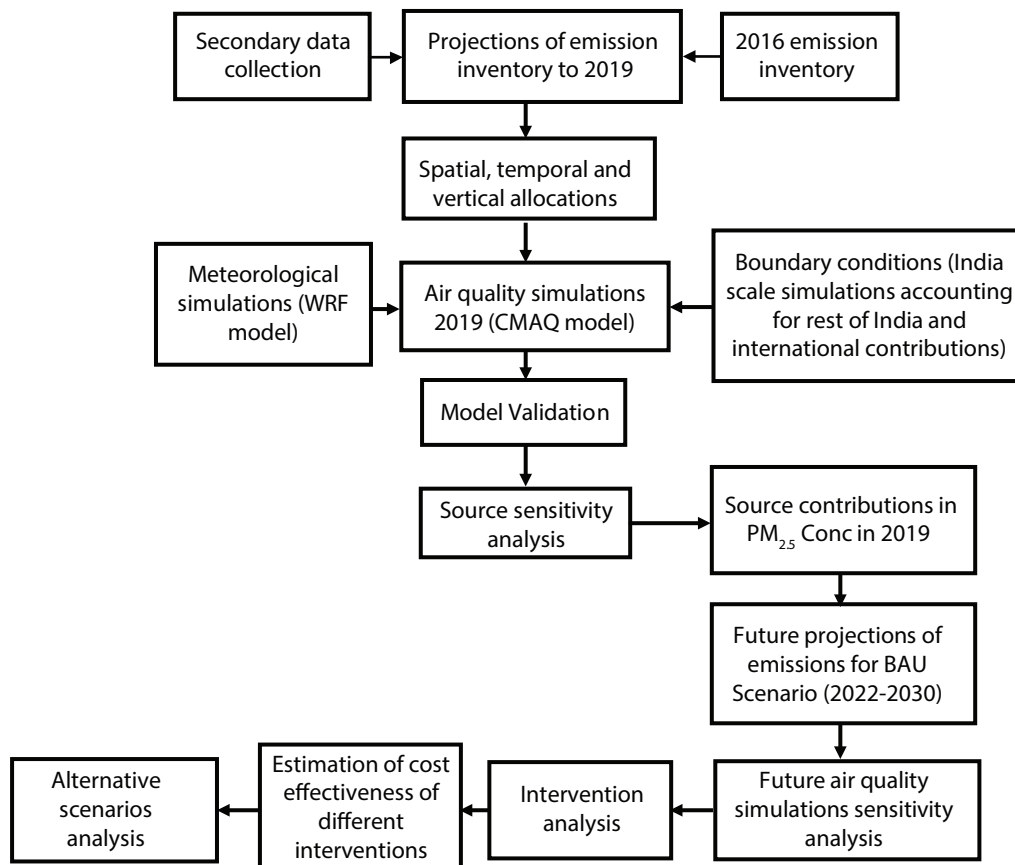 Secondary data
collection
Projections of emission
inventory to 2019
2016 emission
inventory
Spatial, temporal and
vertical allocations
Meteorological
simulations (WRF
model)
Air quality simulations
2019 (CMAQ model)
Boundary conditions (India
scale simulations accounting
for rest of India and
international contributions)
Model Validation
Source sensitivity
analysis
Source contributions in
PM2.5 Conc in 2019
Future projections of
emissions for BAU
Scenario (2022-2030)
Future air quality
simulations sensitivity
analysis
Intervention
analysis
Estimation of cost
effectiveness of
different
interventions
Alternative
scenarios
analysis